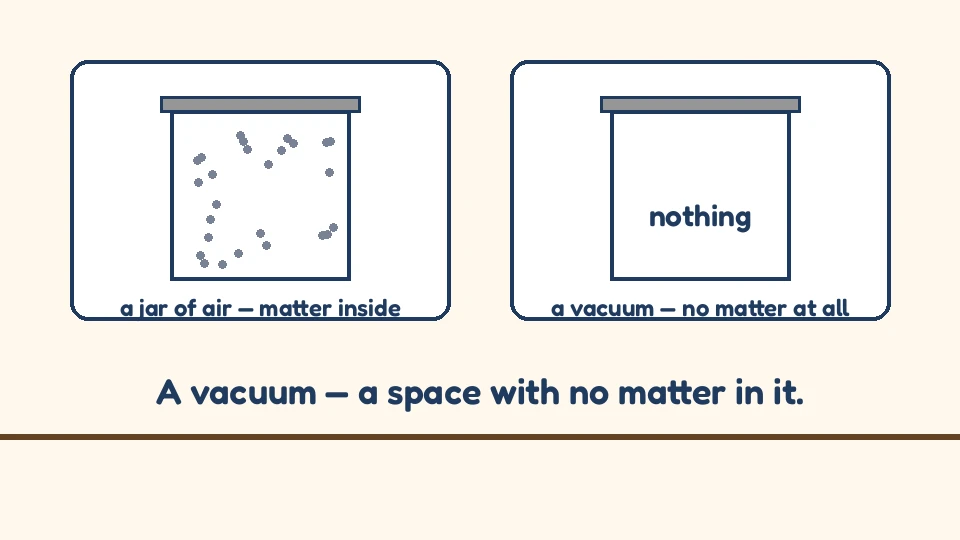 nothing
a jar of air — matter inside
a vacuum — no matter at all
A vacuum — a space with no matter in it.